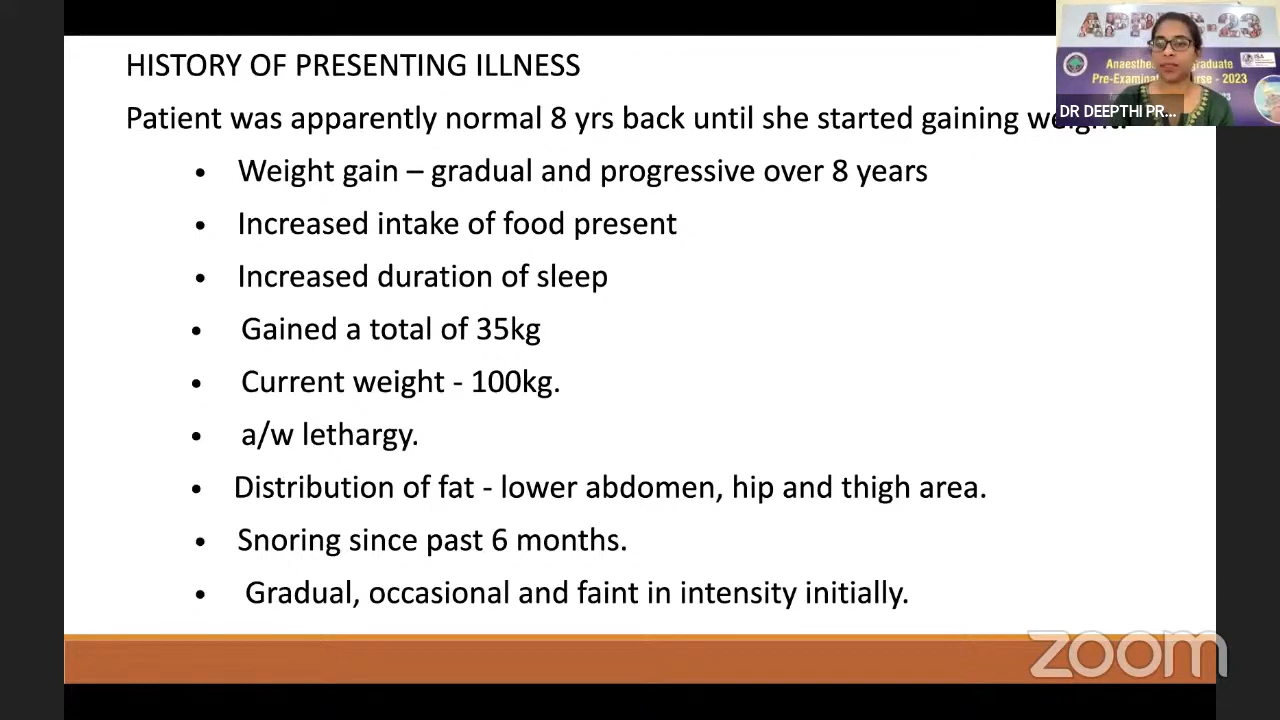 HISTORY OF PRESENTING ILLNESS
Patient was apparently normal 8 yrs back until she started gaining weight.
• Weight gain – gradual and progressive over 8 years
• Increased intake of food present
• Increased duration of sleep
• Gained a total of 35kg
• Current weight - 100kg.
• a/w lethargy.
• Distribution of fat - lower abdomen, hip and thigh area.
• Snoring since past 6 months.
• Gradual, occasional and faint in intensity initially.
-23
ISA
Pre-Exam
- 2023
DR DEEPTHI PR...
zoom